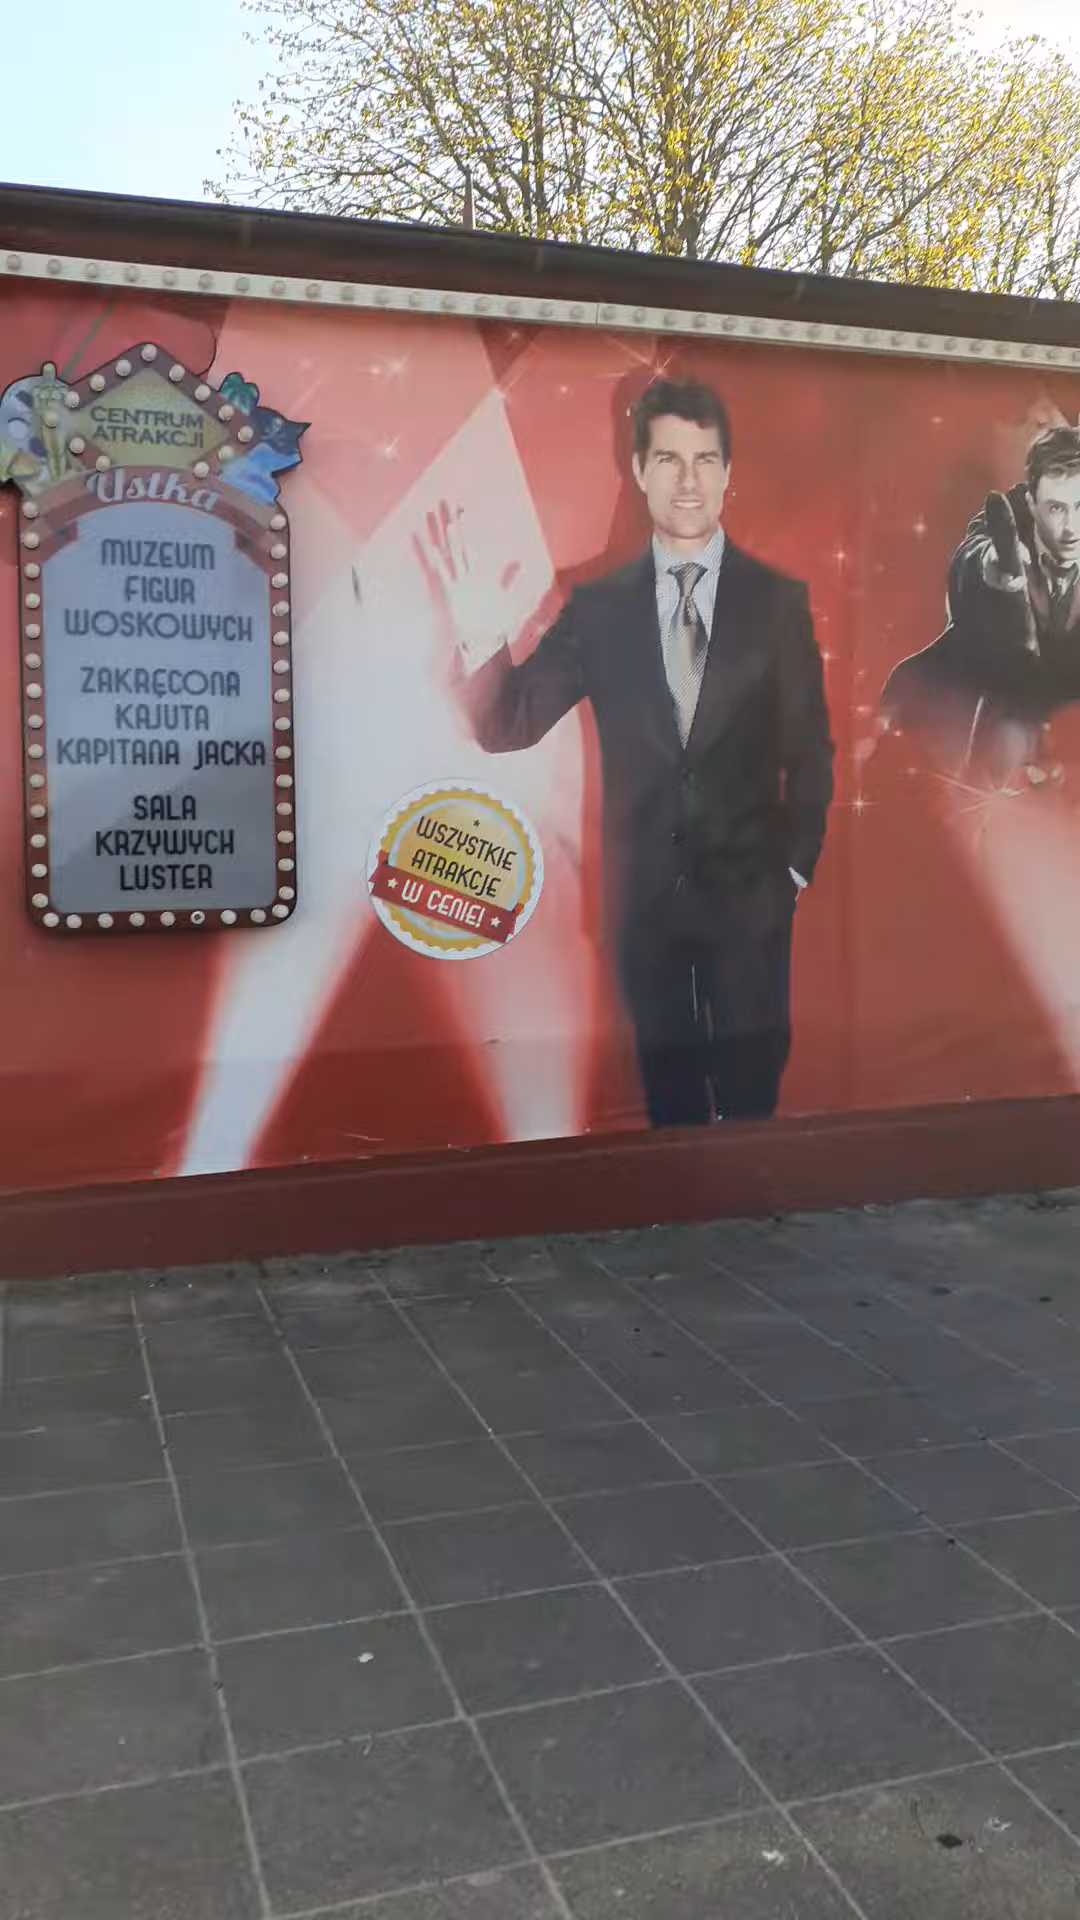 CENTRUM
ATRAKCJI
Ustka
MUZEUM
FIGUR
WOSKOWYCH
ZAKRĘCONA
KAJUTA
KAPITANA JACKA
SALA
KRZYWYCH
LUSTER
WSZYSTKIE
ATRAKCJE
W CENIE!